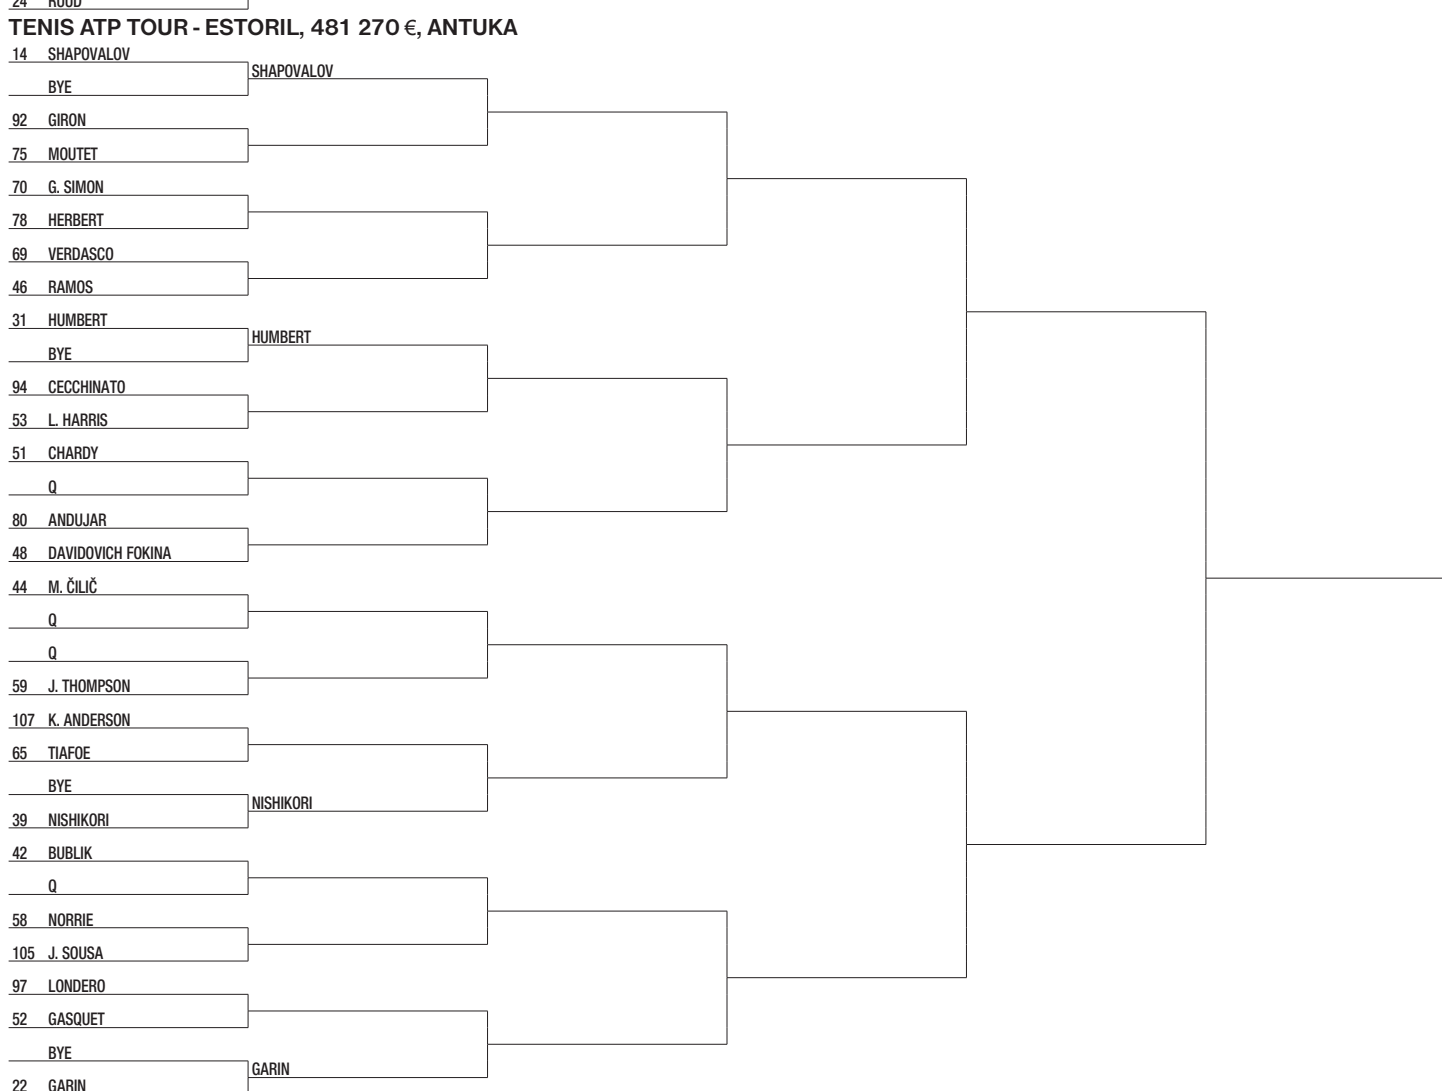 24 RUUD
TENIS ATP TOUR - ESTORIL, 481 270 €, ANTUKA
14 SHAPOVALOV
SHAPOVALOV
BYE
92 GIRON
75 MOUTET
70 G. SIMON
78 HERBERT
69 VERDASCO
46 RAMOS
31 HUMBERT
HUMBERT
BYE
94 CECCHINATO
53 L. HARRIS
51 CHARDY
Q
80 ANDUJAR
48 DAVIDOVICH FOKINA
44 M. ČILIČ
Q
Q
59 J. THOMPSON
107 K. ANDERSON
65 TIAFOE
BYE
NISHIKORI
39 NISHIKORI
42 BUBLIK
Q
58 NORRIE
105 J. SOUSA
97 LONDERO
52 GASQUET
BYE
GARIN
22 GARIN